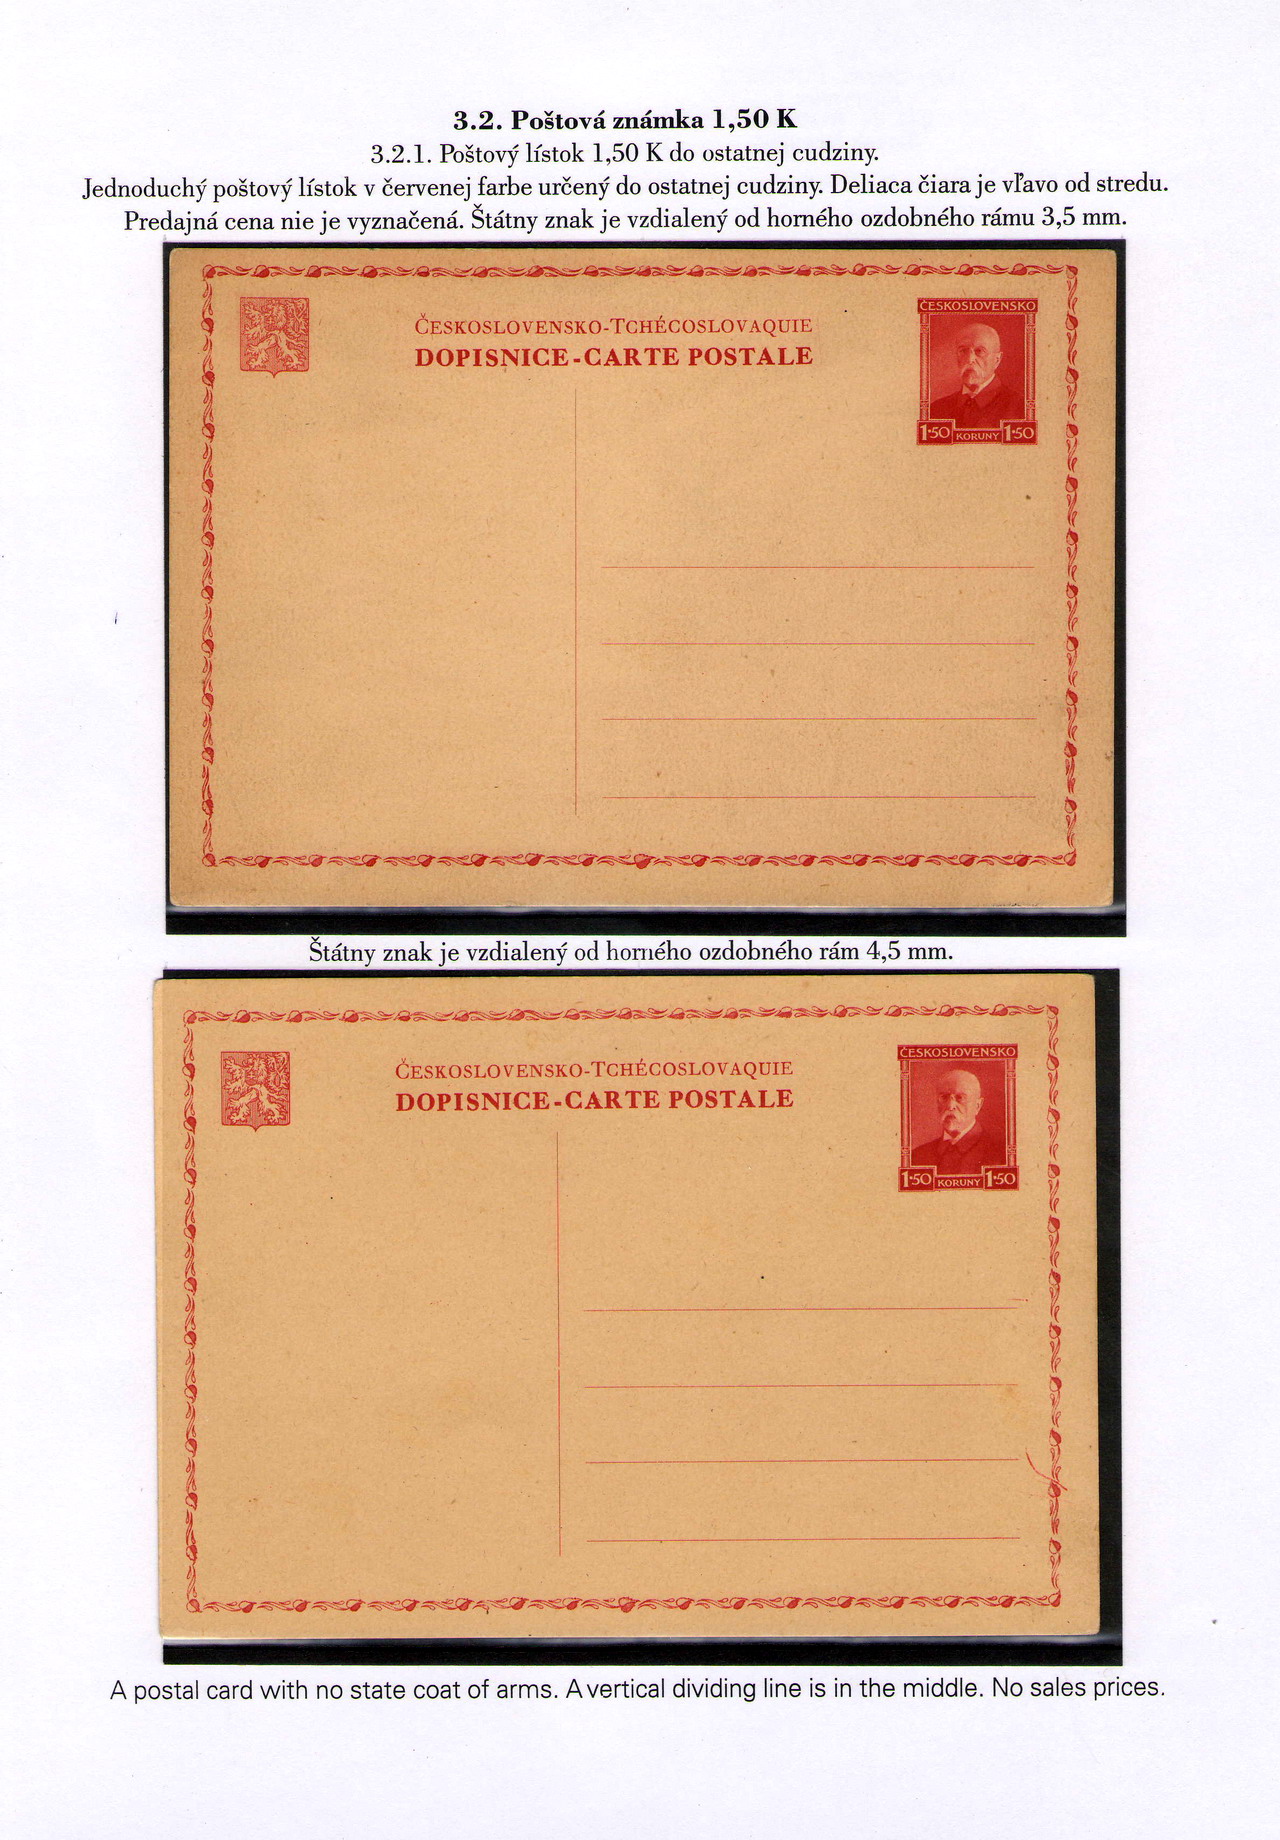 3.2. Poštová známka 1,50 K
3.2.1. Poštový lístok 1,50 K do ostatnej cudziny.
Jednoduchý poštový lístok v červenej farbe určený do ostatnej cudziny. Deliaca čiara je vľavo od stredu.
Predajná cena nie je vyznačená. Štátny znak je vzdialený od horného ozdobného rámu 3,5 mm.
ČESKOSLOVENSKO-TCHÉCOSLOVAQUIE
DOPISNICE-CARTE POSTALE
ČESKOSLOVENSKO
1·50 KORUNY 1·50
Štátny znak je vzdialený od horného ozdobného rám 4,5 mm.
ČESKOSLOVENSKO-TCHÉCOSLOVAQUIE
DOPISNICE-CARTE POSTALE
ČESKOSLOVENSKO
1·50 KORUNY 1·50
A postal card with no state coat of arms. A vertical dividing line is in the middle. No sales prices.